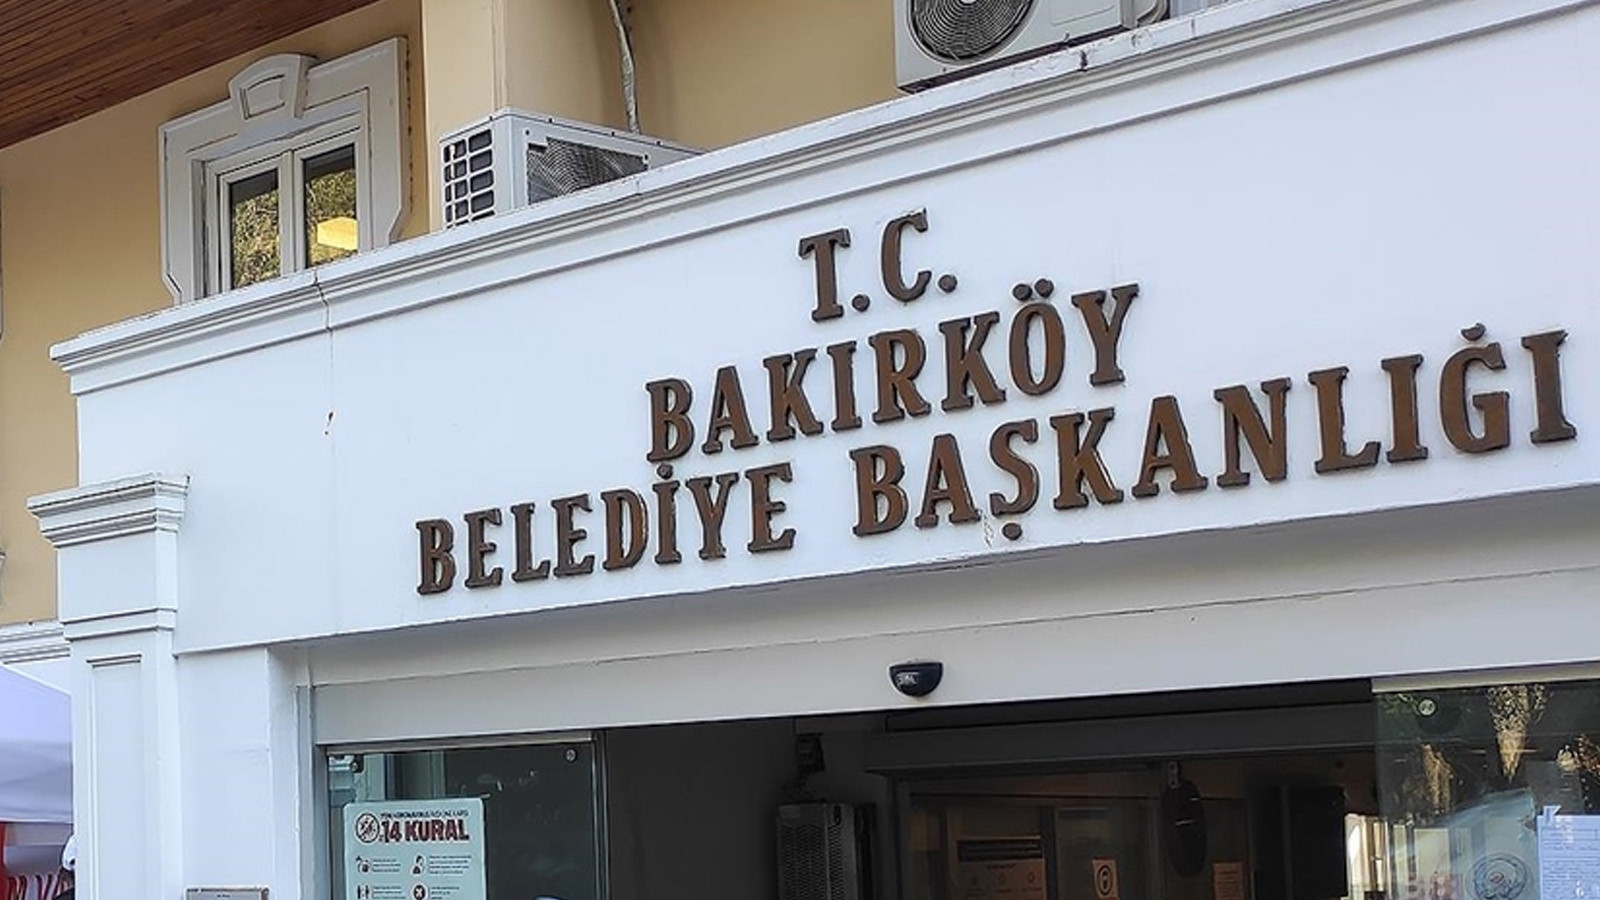 T.C.
BAKIRKÖY
BELEDİYE BAŞKANLIĞI
14 KURAL